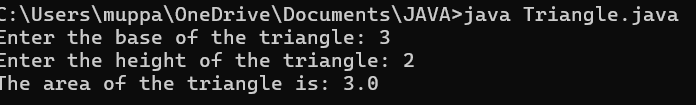 C:\Users\muppa\OneDrive\Documents\JAVA>java Triangle.java
Enter the base of the triangle: 3
Enter the height of the triangle: 2
The area of the triangle is: 3.0